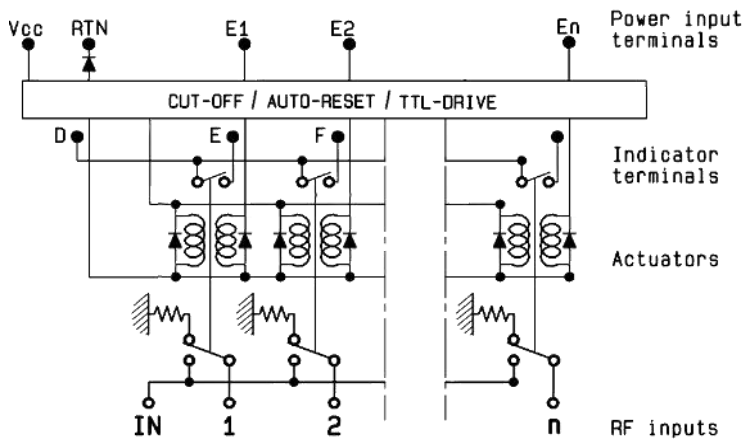 Vcc RTN E1 E2 En Power input
terminals
CUT-OFF / AUTO-RESET / TTL-DRIVE
D E F Indicator
terminals
Actuators
IN 1 2 n RF inputs